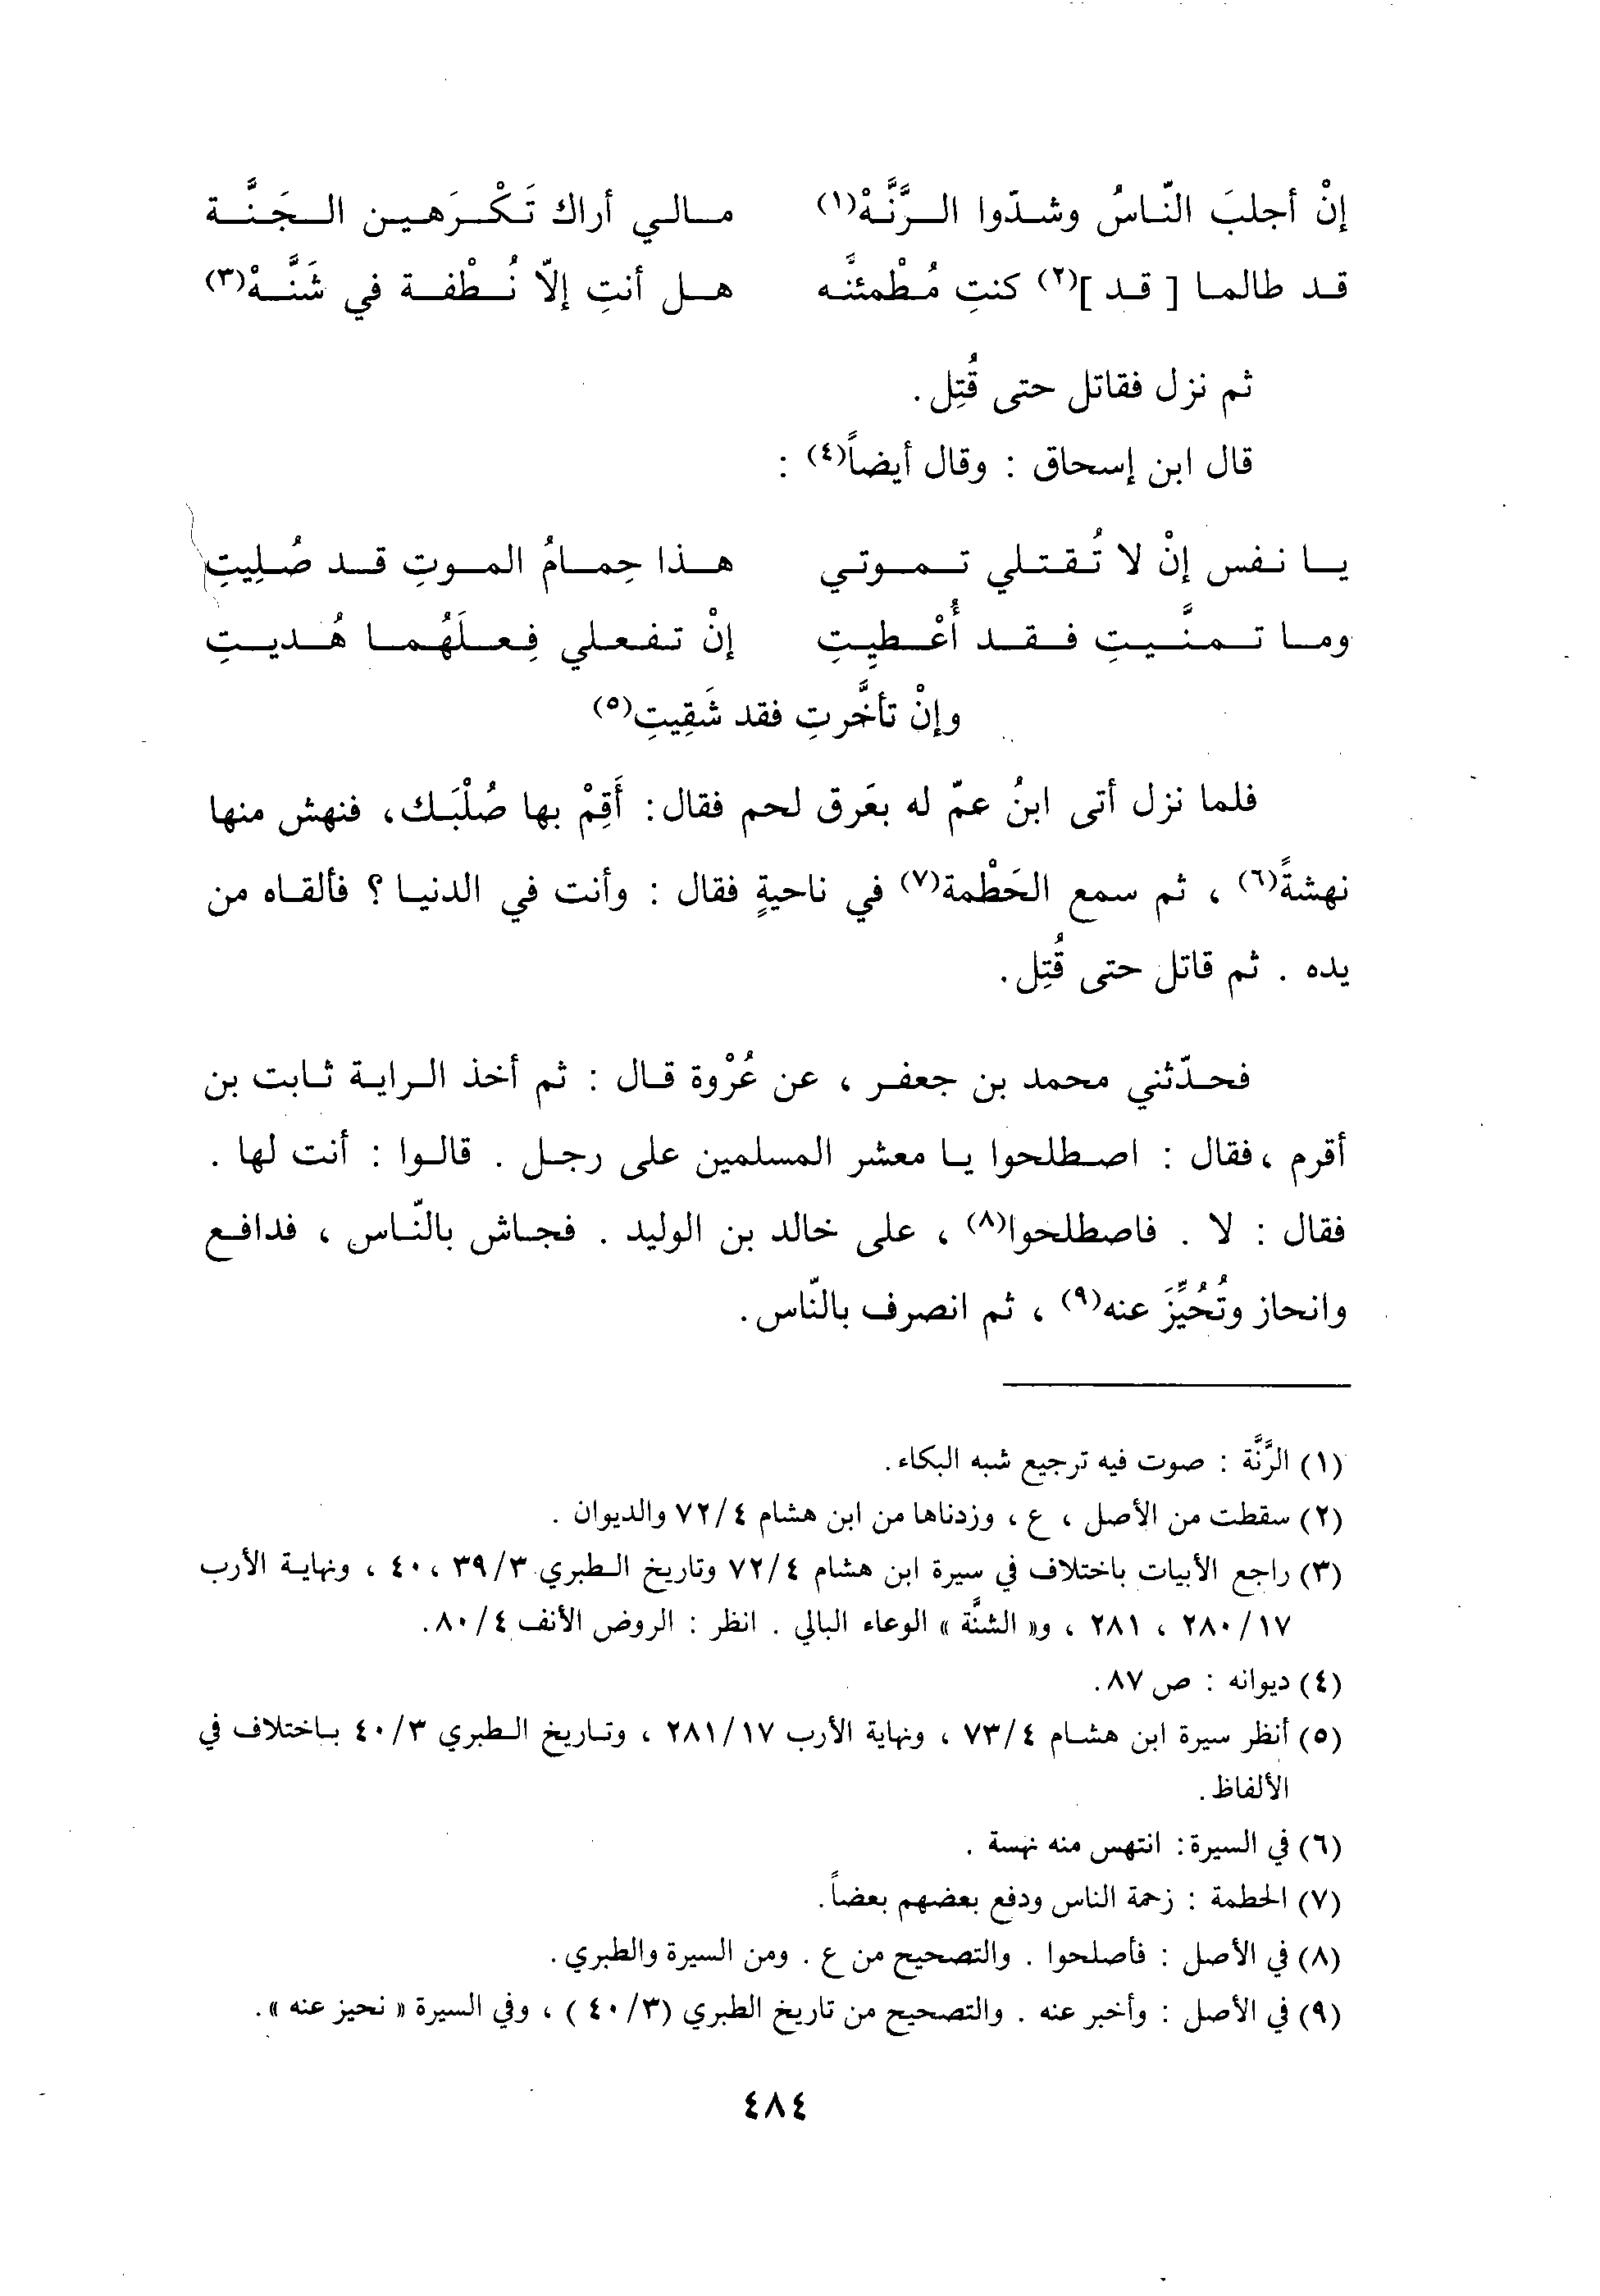 إنْ أجلبَ النّاسُ وشدّوا الرَّنَّهْ(١) مالي أراك تَكْرَهين الجَنَّة
قد طالما [ قد ](٢) كنتِ مُطْمئنَّه هل أنتِ إلاّ نُطْفة في شَنَّهْ(٣)
ثم نزل فقاتل حتى قُتِل.
قال ابن إسحاق : وقال أيضاً(٤) :
يا نفس إنْ لا تُقتلي تموتي هذا حِمامُ الموتِ قد صُلِيتِ
وما تمنَّيتِ فقد أُعْطِيتِ إنْ تفعلي فِعلَهُما هُديتِ
وإنْ تأخَّرتِ فقد شَقِيتِ(٥)
فلما نزل أتى ابنُ عمّ له بعَرق لحم فقال: أَقِمْ بها صُلْبَك، فنهش منها
نهشةً(٦) ، ثم سمع الحَطْمة(٧) في ناحيةٍ فقال : وأنت في الدنيا ؟ فألقاه من
يده . ثم قاتل حتى قُتِل.
فحدّثني محمد بن جعفر ، عن عُرْوة قال : ثم أخذ الراية ثابت بن
أقرم ، فقال : اصطلحوا يا معشر المسلمين على رجل . قالوا : أنت لها .
فقال : لا . فاصطلحوا(٨) ، على خالد بن الوليد . فجاش بالنّاس ، فدافع
وانحاز وتُحُيِّزَ عنه(٩) ، ثم انصرف بالنّاس.
(١) الرَّنَّة : صوت فيه ترجيع شبه البكاء.
(٢) سقطت من الأصل ، ع ، وزدناها من ابن هشام ٧٢/٤ والديوان .
(٣) راجع الأبيات باختلاف في سيرة ابن هشام ٧٢/٤ وتاريخ الطبري ٣٩/٣ ، ٤٠ ، ونهاية الأرب
٢٨٠/١٧ ، ٢٨١ ، و« الشنَّة » الوعاء البالي . انظر : الروض الأنف ٨٠/٤.
(٤) ديوانه : ص ٨٧.
(٥) أنظر سيرة ابن هشام ٧٣/٤ ، ونهاية الأرب ٢٨١/١٧ ، وتاريخ الطبري ٤٠/٣ باختلاف في
الألفاظ.
(٦) في السيرة: انتهس منه نهسة .
(٧) الحطمة : زحمة الناس ودفع بعضهم بعضاً.
(٨) في الأصل : فأصلحوا . والتصحيح من ع . ومن السيرة والطبري.
(٩) في الأصل : وأخبر عنه . والتصحيح من تاريخ الطبري (٤٠/٣) ، وفي السيرة « نحيز عنه ».
٤٨٤